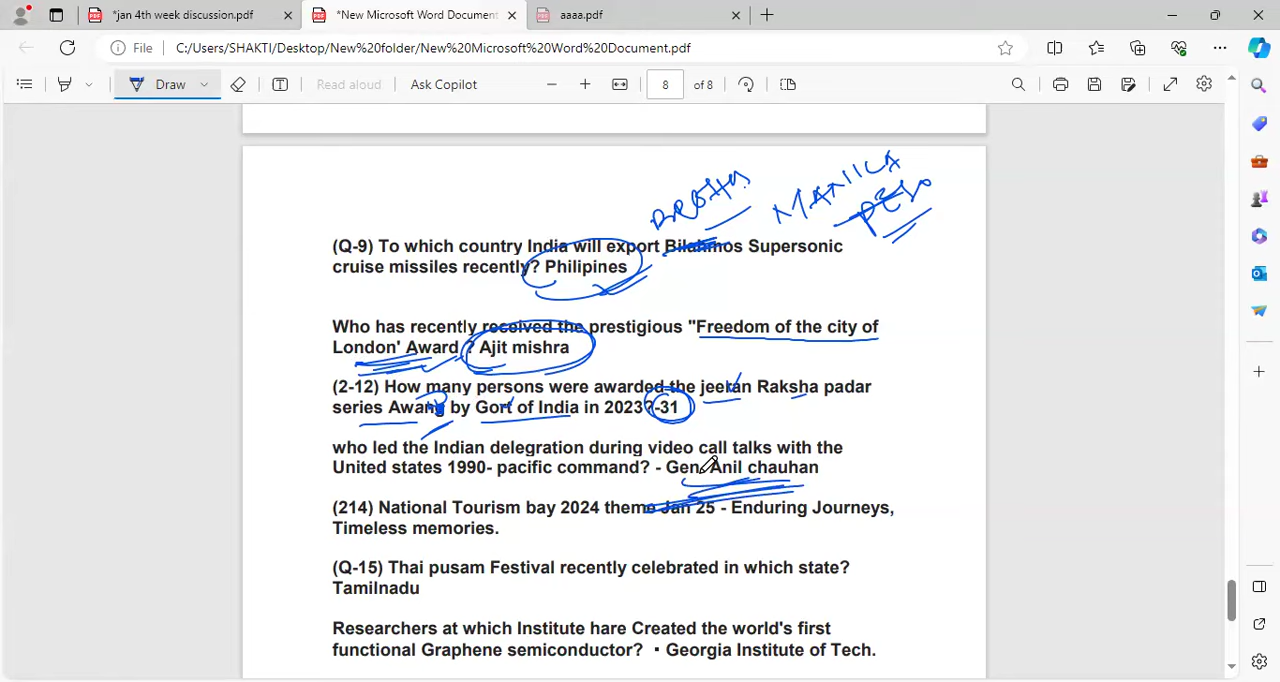 *jan 4th week discussion.pdf
*New Microsoft Word Document
aaaa.pdf
File
C:/Users/SHAKTI/Desktop/New%20folder/New%20Microsoft%20Word%20Document.pdf
Draw
Read aloud
Ask Copilot
8
of 8
MANILLA
PESO
(Q-9) To which country India will export Bilahmos Supersonic
cruise missiles recently? Philipines
Who has recently received the prestigious "Freedom of the city of
London' Award ? Ajit mishra
(2-12) How many persons were awarded the jeetan Raksha padar
series Awang by Gort of India in 2023?-31
who led the Indian delegration during video call talks with the
United states 1990- pacific command? - Gen. Anil chauhan
(214) National Tourism bay 2024 theme Jan 25 - Enduring Journeys,
Timeless memories.
(Q-15) Thai pusam Festival recently celebrated in which state?
Tamilnadu
Researchers at which Institute hare Created the world's first
functional Graphene semiconductor? ▪ Georgia Institute of Tech.